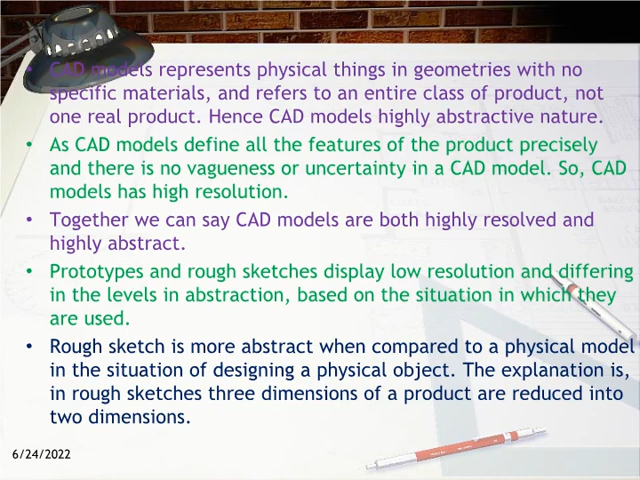 • CAD models represents physical things in geometries with no
specific materials, and refers to an entire class of product, not
one real product. Hence CAD models highly abstractive nature.
• As CAD models define all the features of the product precisely
and there is no vagueness or uncertainty in a CAD model. So, CAD
models has high resolution.
• Together we can say CAD models are both highly resolved and
highly abstract.
• Prototypes and rough sketches display low resolution and differing
in the levels in abstraction, based on the situation in which they
are used.
• Rough sketch is more abstract when compared to a physical model
in the situation of designing a physical object. The explanation is,
in rough sketches three dimensions of a product are reduced into
two dimensions.
6/24/2022